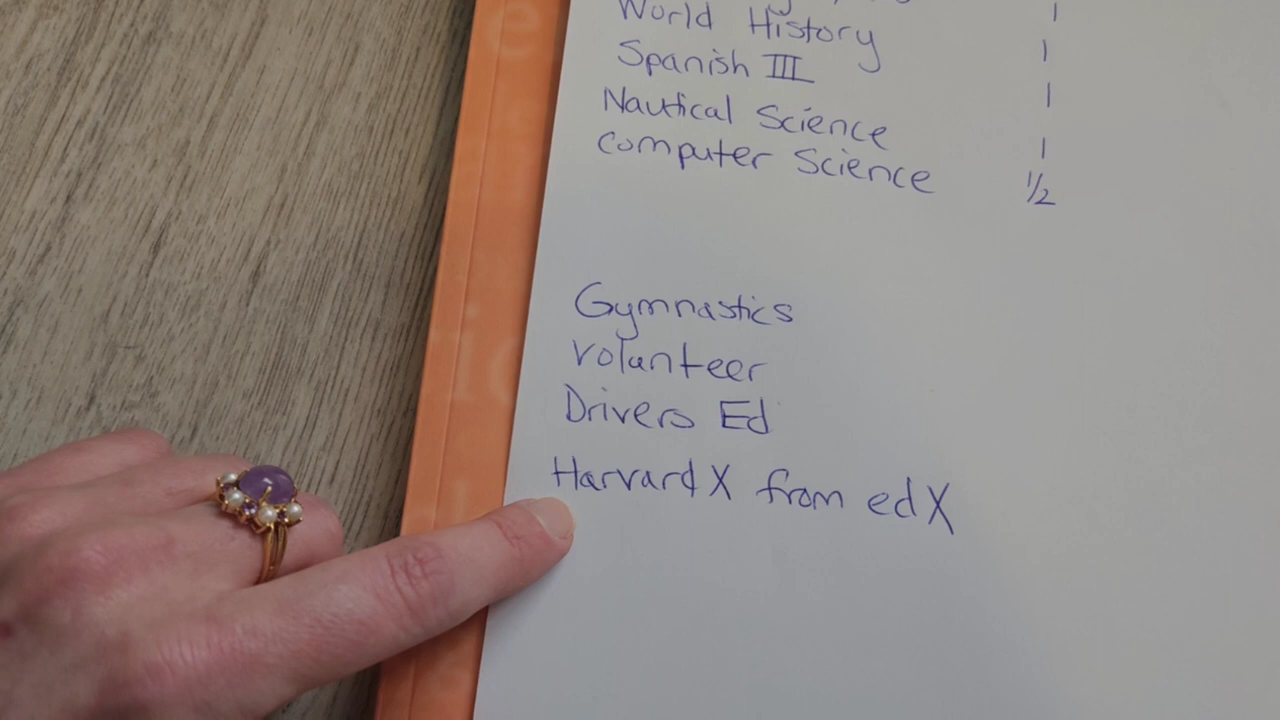 World History 1
Spanish III 1
Nautical Science 1
Computer Science 1/2
Gymnastics
Volunteer
Drivers Ed
HarvardX from edX